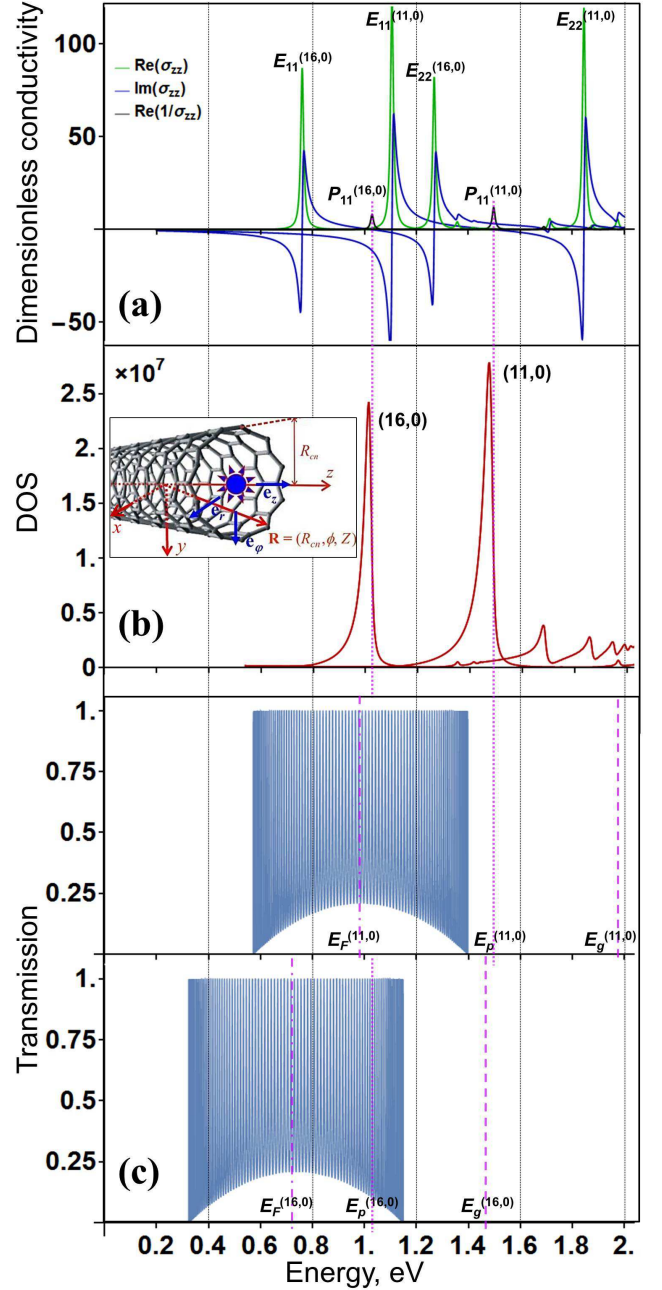 Dimensionless conductivity
100
50
−50
Re(σzz)
Im(σzz)
Re(1/σzz)
E11(16,0)
E11(11,0)
E22(16,0)
E22(11,0)
P11(16,0)
P11(11,0)
(a)
DOS
×10^7
2.5
2.
1.5
1
0.5
0
(16,0)
(11,0)
Rcn
z
ez
er
x
y
eφ
R = (Rcn, ϕ, Z)
(b)
Transmission
1.
0.75
0.5
0.25
EF(11,0)
Ep(11,0)
Eg(11,0)
1.
0.75
0.5
0.25
EF(16,0)
Ep(16,0)
Eg(16,0)
(c)
0.2 0.4 0.6 0.8 1. 1.2 1.4 1.6 1.8 2.
Energy, eV